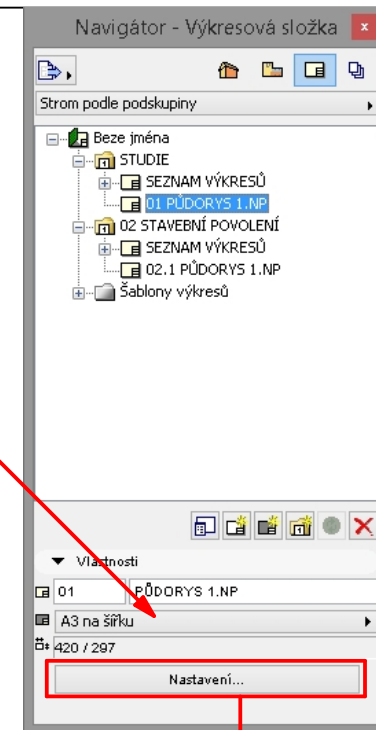 Navigátor - Výkresová složka
Strom podle podskupiny
Beze jména
STUDIE
SEZNAM VÝKRESŮ
01 PŮDORYS 1.NP
02 STAVEBNÍ POVOLENÍ
SEZNAM VÝKRESŮ
02.1 PŮDORYS 1.NP
Šablony výkresů
Vlastnosti
01 PŮDORYS 1.NP
A3 na šířku
420 / 297
Nastavení...